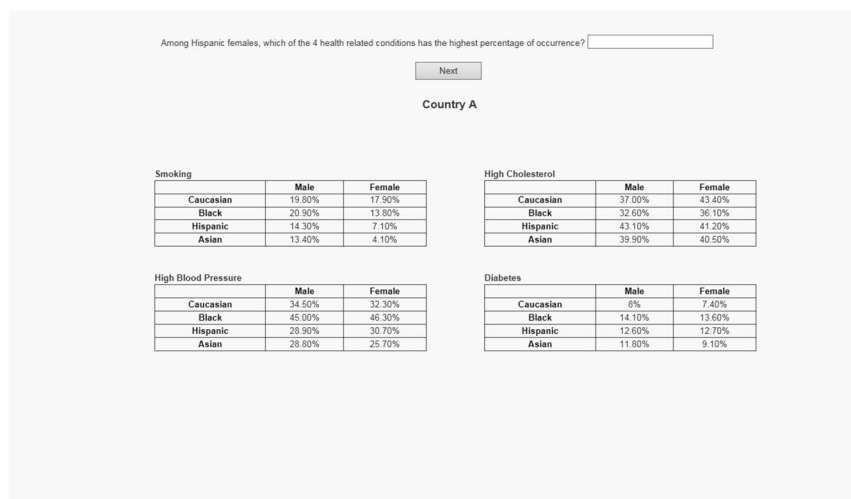 Among Hispanic females, which of the 4 health related conditions has the highest percentage of occurrence?
Next
Country A
Smoking
Male Female
Caucasian 19.80% 17.90%
Black 20.90% 13.80%
Hispanic 14.30% 7.10%
Asian 13.40% 4.10%
High Cholesterol
Male Female
Caucasian 37.00% 43.40%
Black 32.60% 36.10%
Hispanic 43.10% 41.20%
Asian 39.90% 40.50%
High Blood Pressure
Male Female
Caucasian 34.50% 32.30%
Black 45.00% 46.30%
Hispanic 28.90% 30.70%
Asian 28.80% 25.70%
Diabetes
Male Female
Caucasian 8% 7.40%
Black 14.10% 13.60%
Hispanic 12.60% 12.70%
Asian 11.80% 9.10%